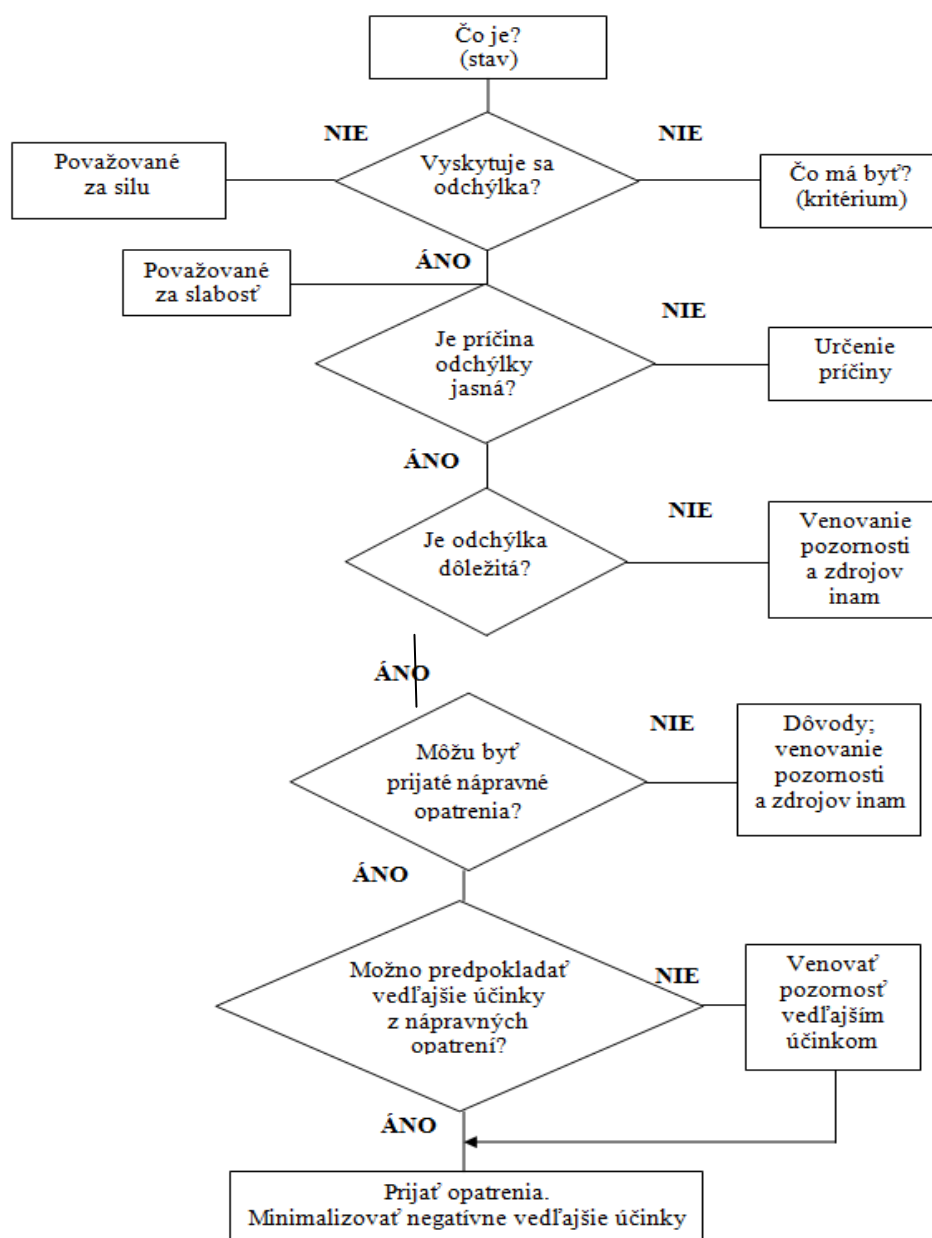 Čo je?
(stav)
NIE
NIE
Považované
za silu
Vyskytuje sa
odchýlka?
Čo má byť?
(kritérium)
ÁNO
Považované
za slabosť
NIE
Je príčina
odchýlky
jasná?
Určenie
príčiny
ÁNO
NIE
Je odchýlka
dôležitá?
Venovanie
pozornosti
a zdrojov
inam
ÁNO
NIE
Môžu byť
prijaté nápravné
opatrenia?
Dôvody;
venovanie
pozornosti
a zdrojov inam
ÁNO
NIE
Možno predpokladať
vedľajšie účinky
z nápravných
opatrení?
Venovať
pozornosť
vedľajším
účinkom
ÁNO
Prijať opatrenia.
Minimalizovať negatívne vedľajšie účinky